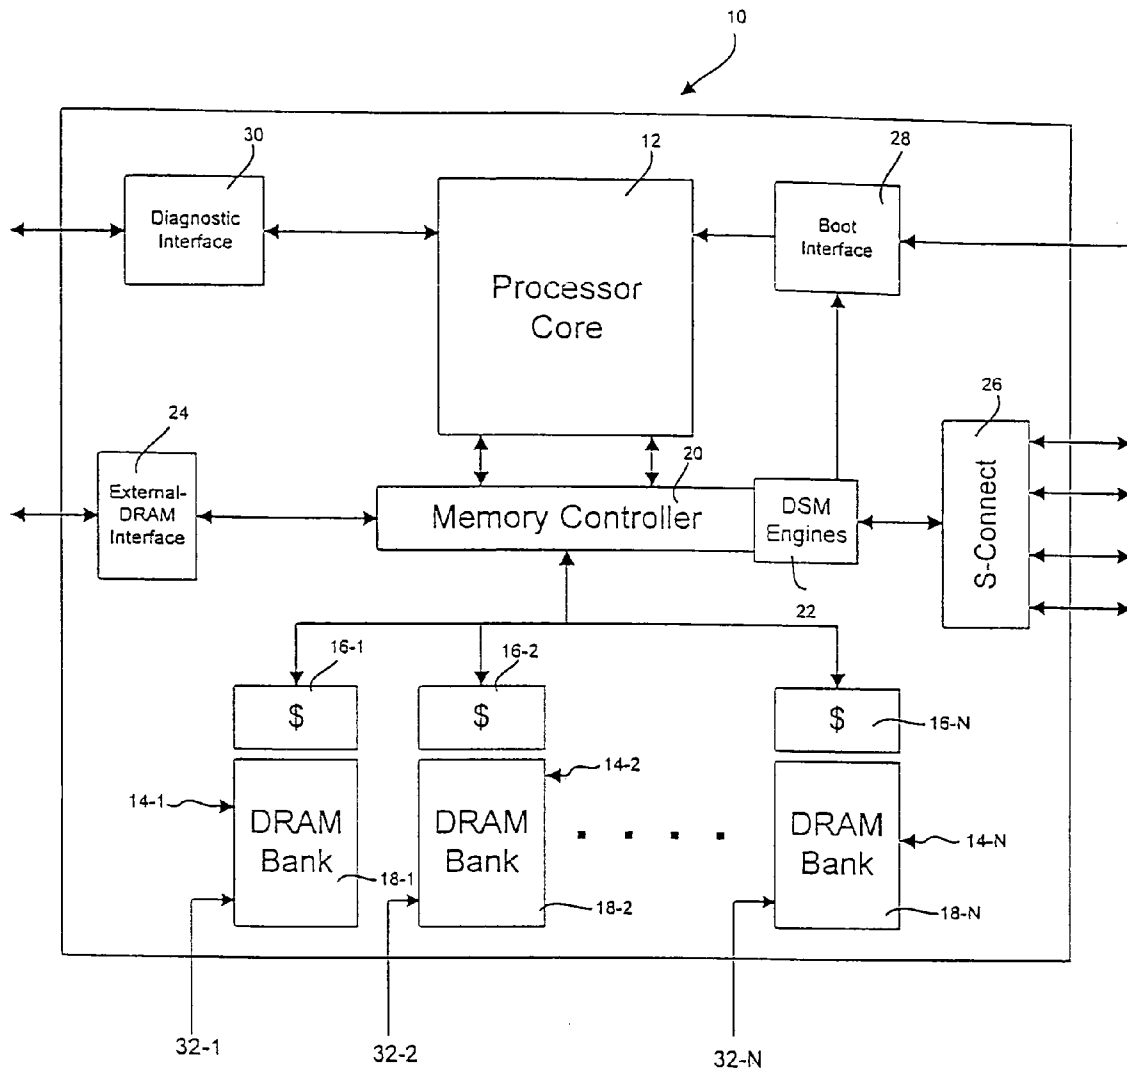 10
30
12
28
Diagnostic
Interface
Boot
Interface
Processor
Core
24
26
20
External-
DRAM
Interface
Memory Controller
DSM
Engines
S-Connect
22
16-1
16-2
$
$
$
16-N
14-2
14-1
DRAM
Bank
DRAM
Bank
DRAM
Bank
14-N
18-1
18-2
18-N
32-1
32-2
32-N